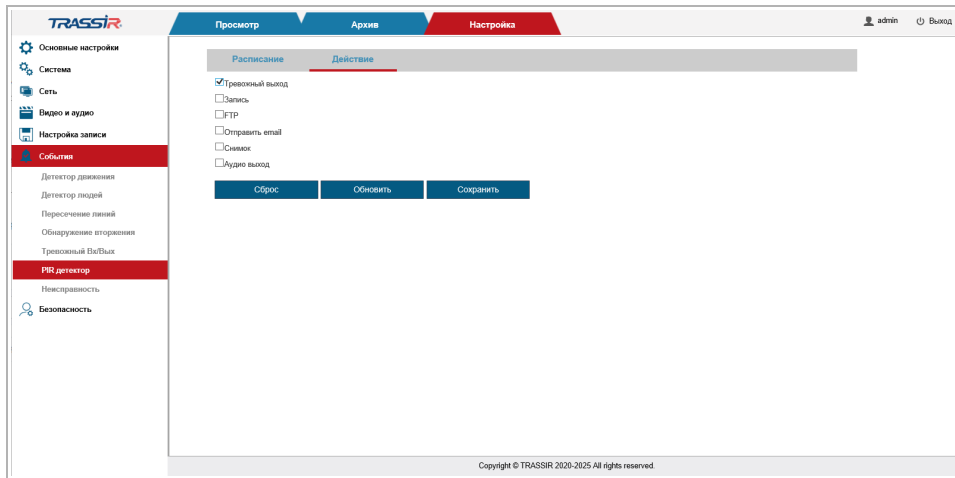 TRASSIR
Просмотр
Архив
Настройка
admin
Выход
Основные настройки
Система
Сеть
Видео и аудио
Настройка записи
События
Детектор движения
Детектор людей
Пересечение линий
Обнаружение вторжения
Тревожный Вх/Вых
PIR детектор
Неисправность
Безопасность
Расписание
Действие
Тревожный выход
Запись
FTP
Отправить email
Снимок
Аудио выход
Сброс
Обновить
Сохранить
Copyright © TRASSIR 2020-2025 All rights reserved.